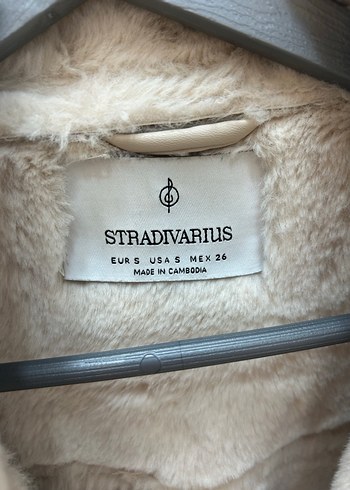 STRADIVARIUS
EUR S USA S MEX 26
MADE IN CAMBODIA